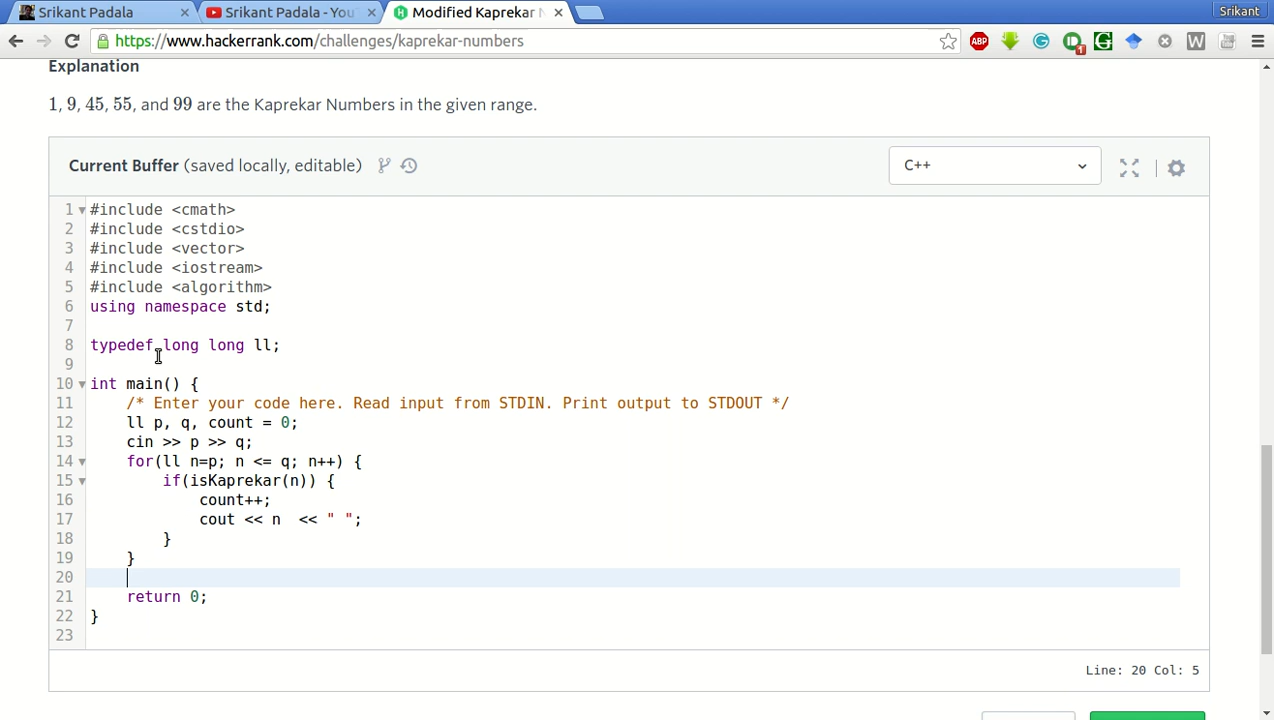 Srikant Padala
Srikant Padala - You
Modified Kaprekar N
Srikant
https://www.hackerrank.com/challenges/kaprekar-numbers
ABP
1
G
W
Explanation
1, 9, 45, 55, and 99 are the Kaprekar Numbers in the given range.
Current Buffer (saved locally, editable)
C++
1 #include <cmath>
2 #include <cstdio>
3 #include <vector>
4 #include <iostream>
5 #include <algorithm>
6 using namespace std;
7
8 typedef long long ll;
9
10 int main() {
11     /* Enter your code here. Read input from STDIN. Print output to STDOUT */
12     ll p, q, count = 0;
13     cin >> p >> q;
14     for(ll n=p; n <= q; n++) {
15         if(isKaprekar(n)) {
16             count++;
17             cout << n  << " ";
18         }
19     }
20
21     return 0;
22 }
23
Line: 20 Col: 5